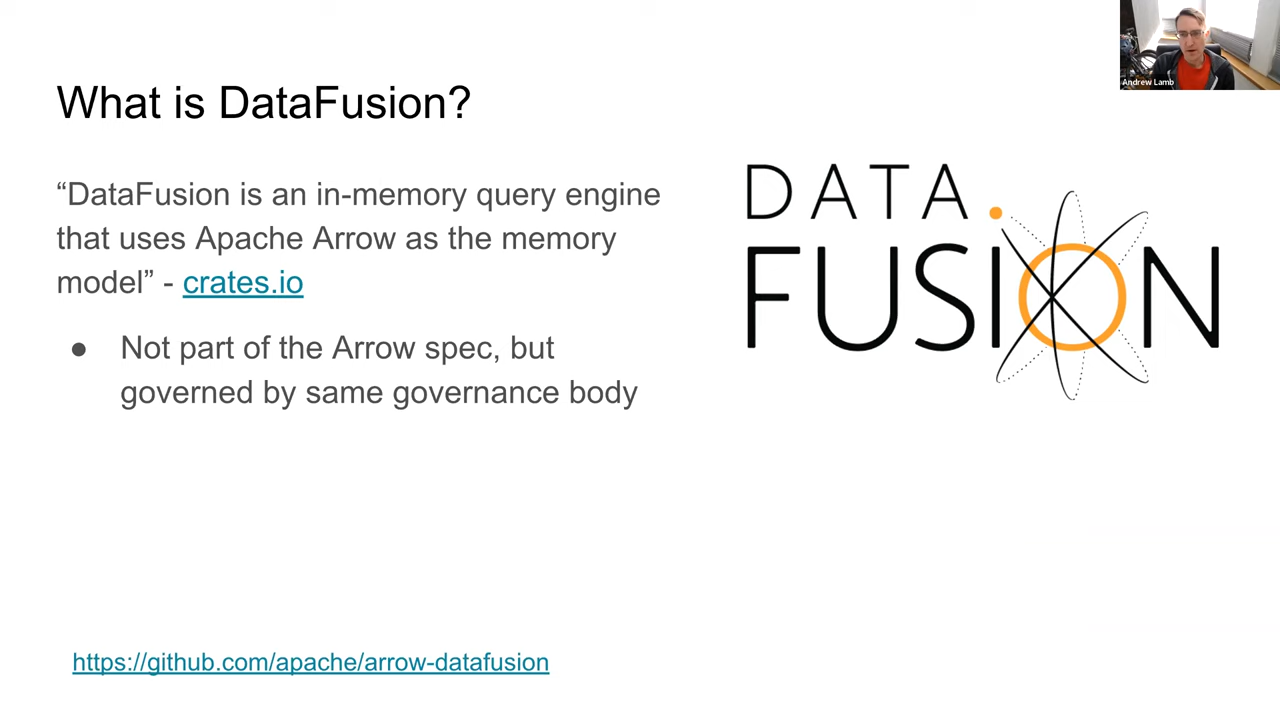 Andrew Lamb
What is DataFusion?
“DataFusion is an in-memory query engine
that uses Apache Arrow as the memory
model” - crates.io
● Not part of the Arrow spec, but
governed by same governance body
DATA
FUSION
https://github.com/apache/arrow-datafusion